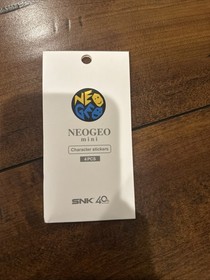 NEO
GEO
NEOGEO
mini
Character stickers
4PCS
SNK 40th